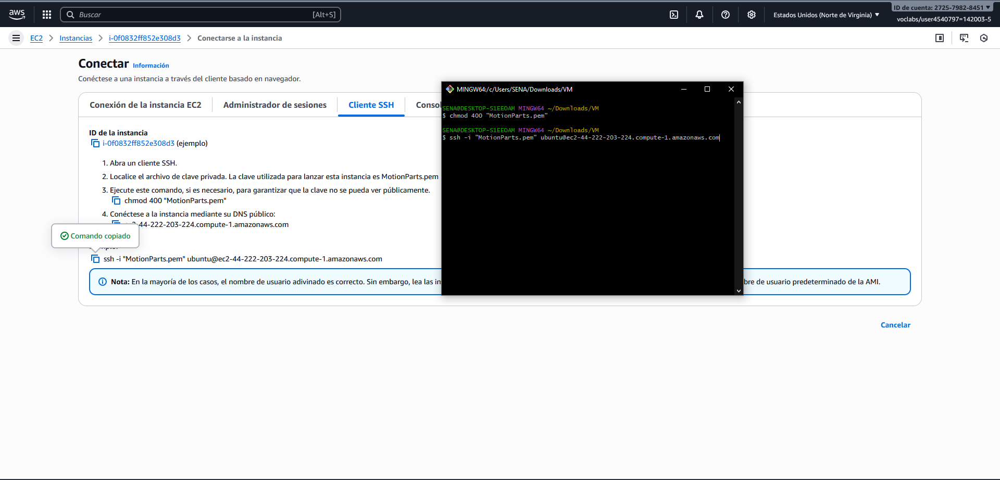 aws
Buscar [Alt+S]
Estados Unidos (Norte de Virginia)
ID de cuenta: 2725-7982-8451
voclabs/user4540797=142003-5
EC2 > Instancias > i-0f0832ff852e308d3 > Conectarse a la instancia
Conectar Información
Conéctese a una instancia a través del cliente basado en navegador.
Conexión de la instancia EC2
Administrador de sesiones
Cliente SSH
Consol
ID de la instancia
i-0f0832ff852e308d3 (ejemplo)
1. Abra un cliente SSH.
2. Localice el archivo de clave privada. La clave utilizada para lanzar esta instancia es MotionParts.pem
3. Ejecute este comando, si es necesario, para garantizar que la clave no se pueda ver públicamente.
chmod 400 "MotionParts.pem"
4. Conéctese a la instancia mediante su DNS público:
2-44-222-203-224.compute-1.amazonaws.com
Comando copiado
ssh -i "MotionParts.pem" ubuntu@ec2-44-222-203-224.compute-1.amazonaws.com
Nota: En la mayoría de los casos, el nombre de usuario adivinado es correcto. Sin embargo, lea las in
bre de usuario predeterminado de la AMI.
Cancelar
MINGW64:/c/Users/SENA/Downloads/VM
SENA@DESKTOP-S1EEOAM MINGW64 ~/Downloads/VM
$ chmod 400 "MotionParts.pem"
SENA@DESKTOP-S1EEOAM MINGW64 ~/Downloads/VM
$ ssh -i "MotionParts.pem" ubuntu@ec2-44-222-203-224.compute-1.amazonaws.com